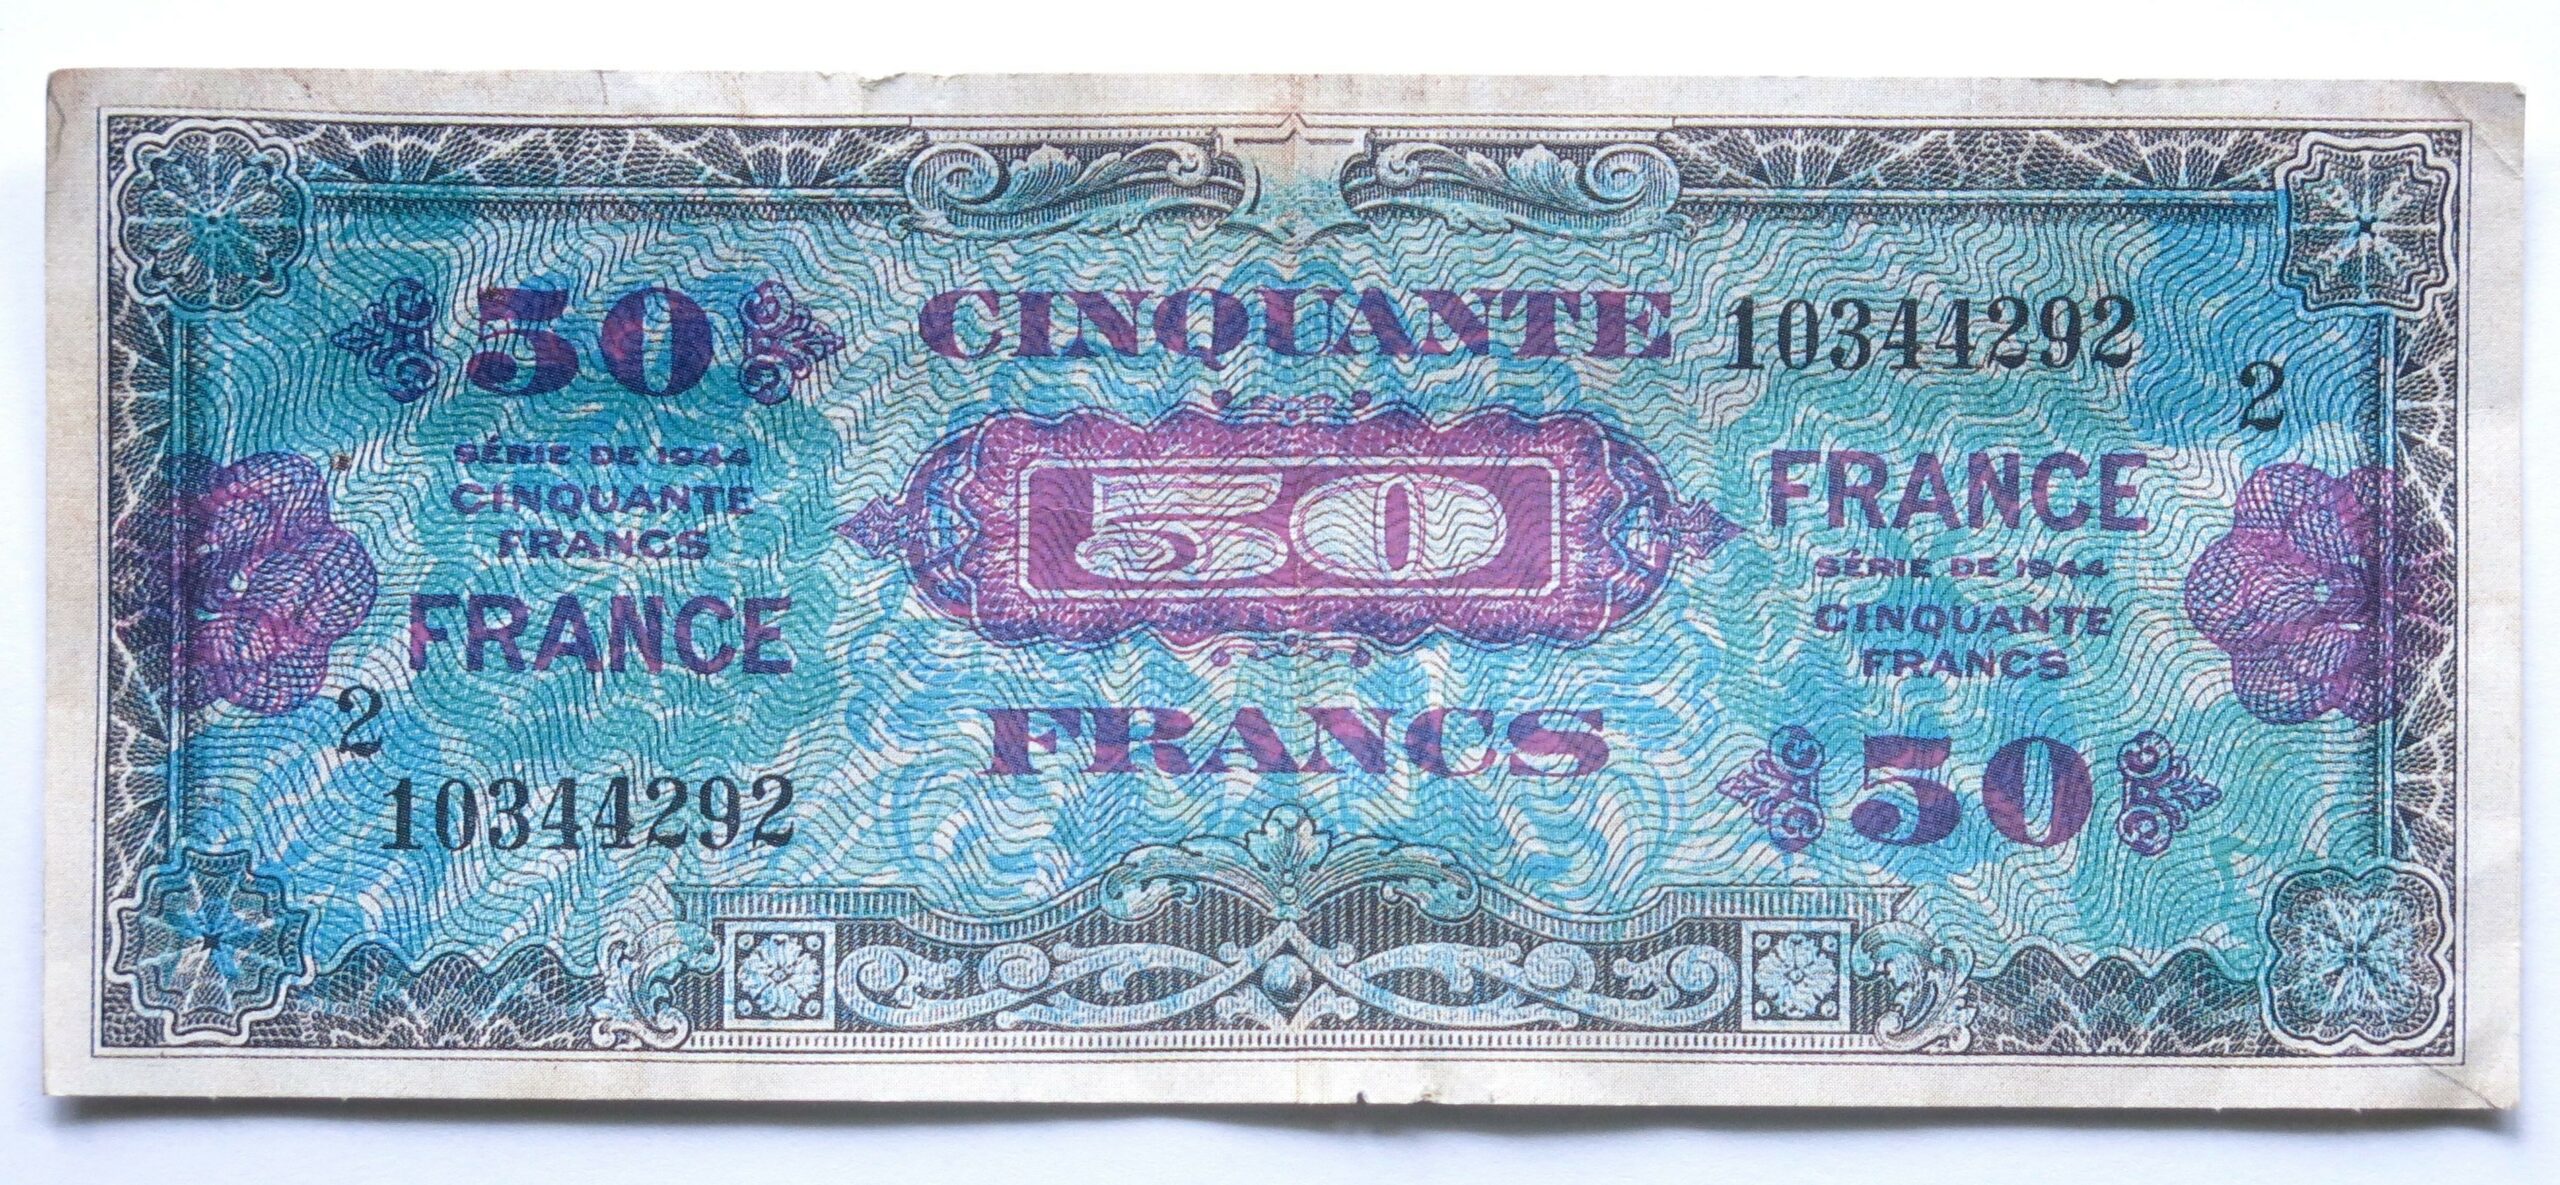 50
CINQUANTE
10344292
2
SÉRIE DE 1944
CINQUANTE
FRANCS
FRANCE
50
FRANCE
SÉRIE DE 1944
CINQUANTE
FRANCS
2
10344292
FRANCS
50